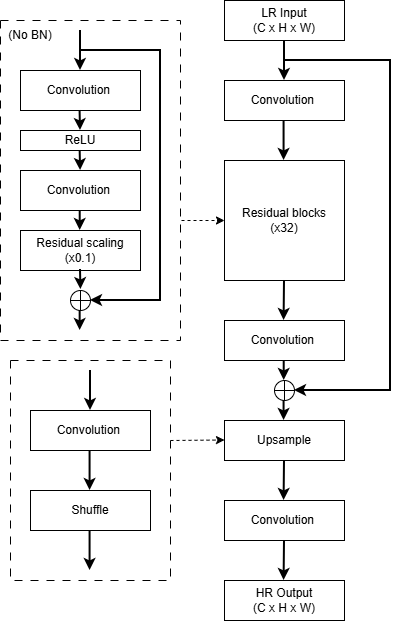 (No BN)
Convolution
ReLU
Convolution
Residual scaling
(x0.1)
Convolution
Shuffle
LR Input
(C x H x W)
Convolution
Residual blocks
(x32)
Convolution
Upsample
Convolution
HR Output
(C x H x W)